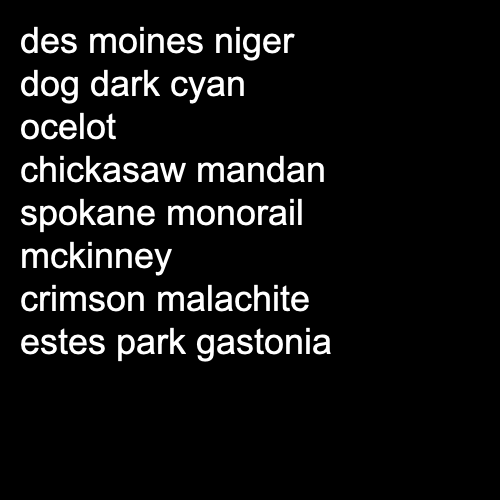 des moines niger
dog dark cyan
ocelot
chickasaw mandan
spokane monorail
mckinney
crimson malachite
estes park gastonia